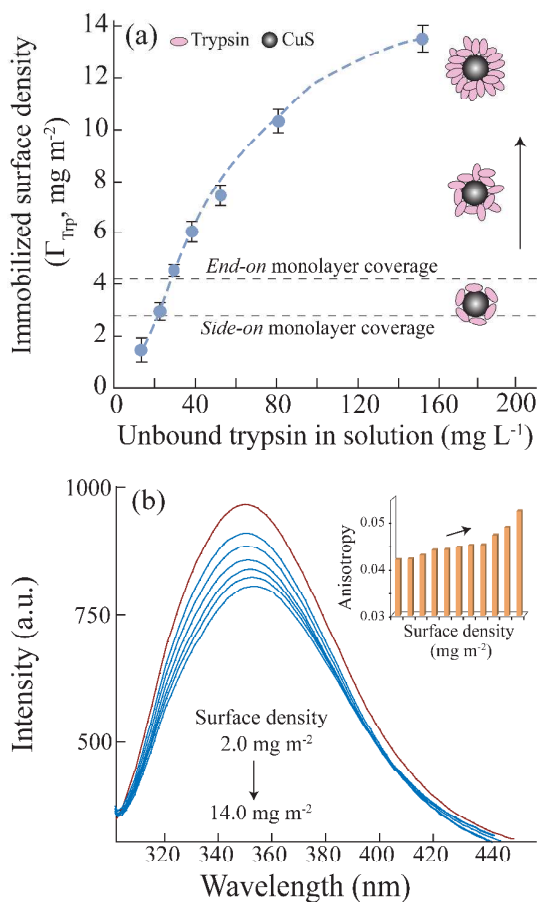 (a) Trypsin CuS
Immobilized surface density
(Γ Trp, mg m-2)
14
12
10
8
6
4
2
0
End-on monolayer coverage
Side-on monolayer coverage
0 40 80 120 160 200
Unbound trypsin in solution (mg L-1)
(b)
Intensity (a.u.)
1000
750
500
Anisotropy
0.05
0.04
0.03
Surface density
(mg m-2)
Surface density
2.0 mg m-2
14.0 mg m-2
320 340 360 380 400 420 440
Wavelength (nm)